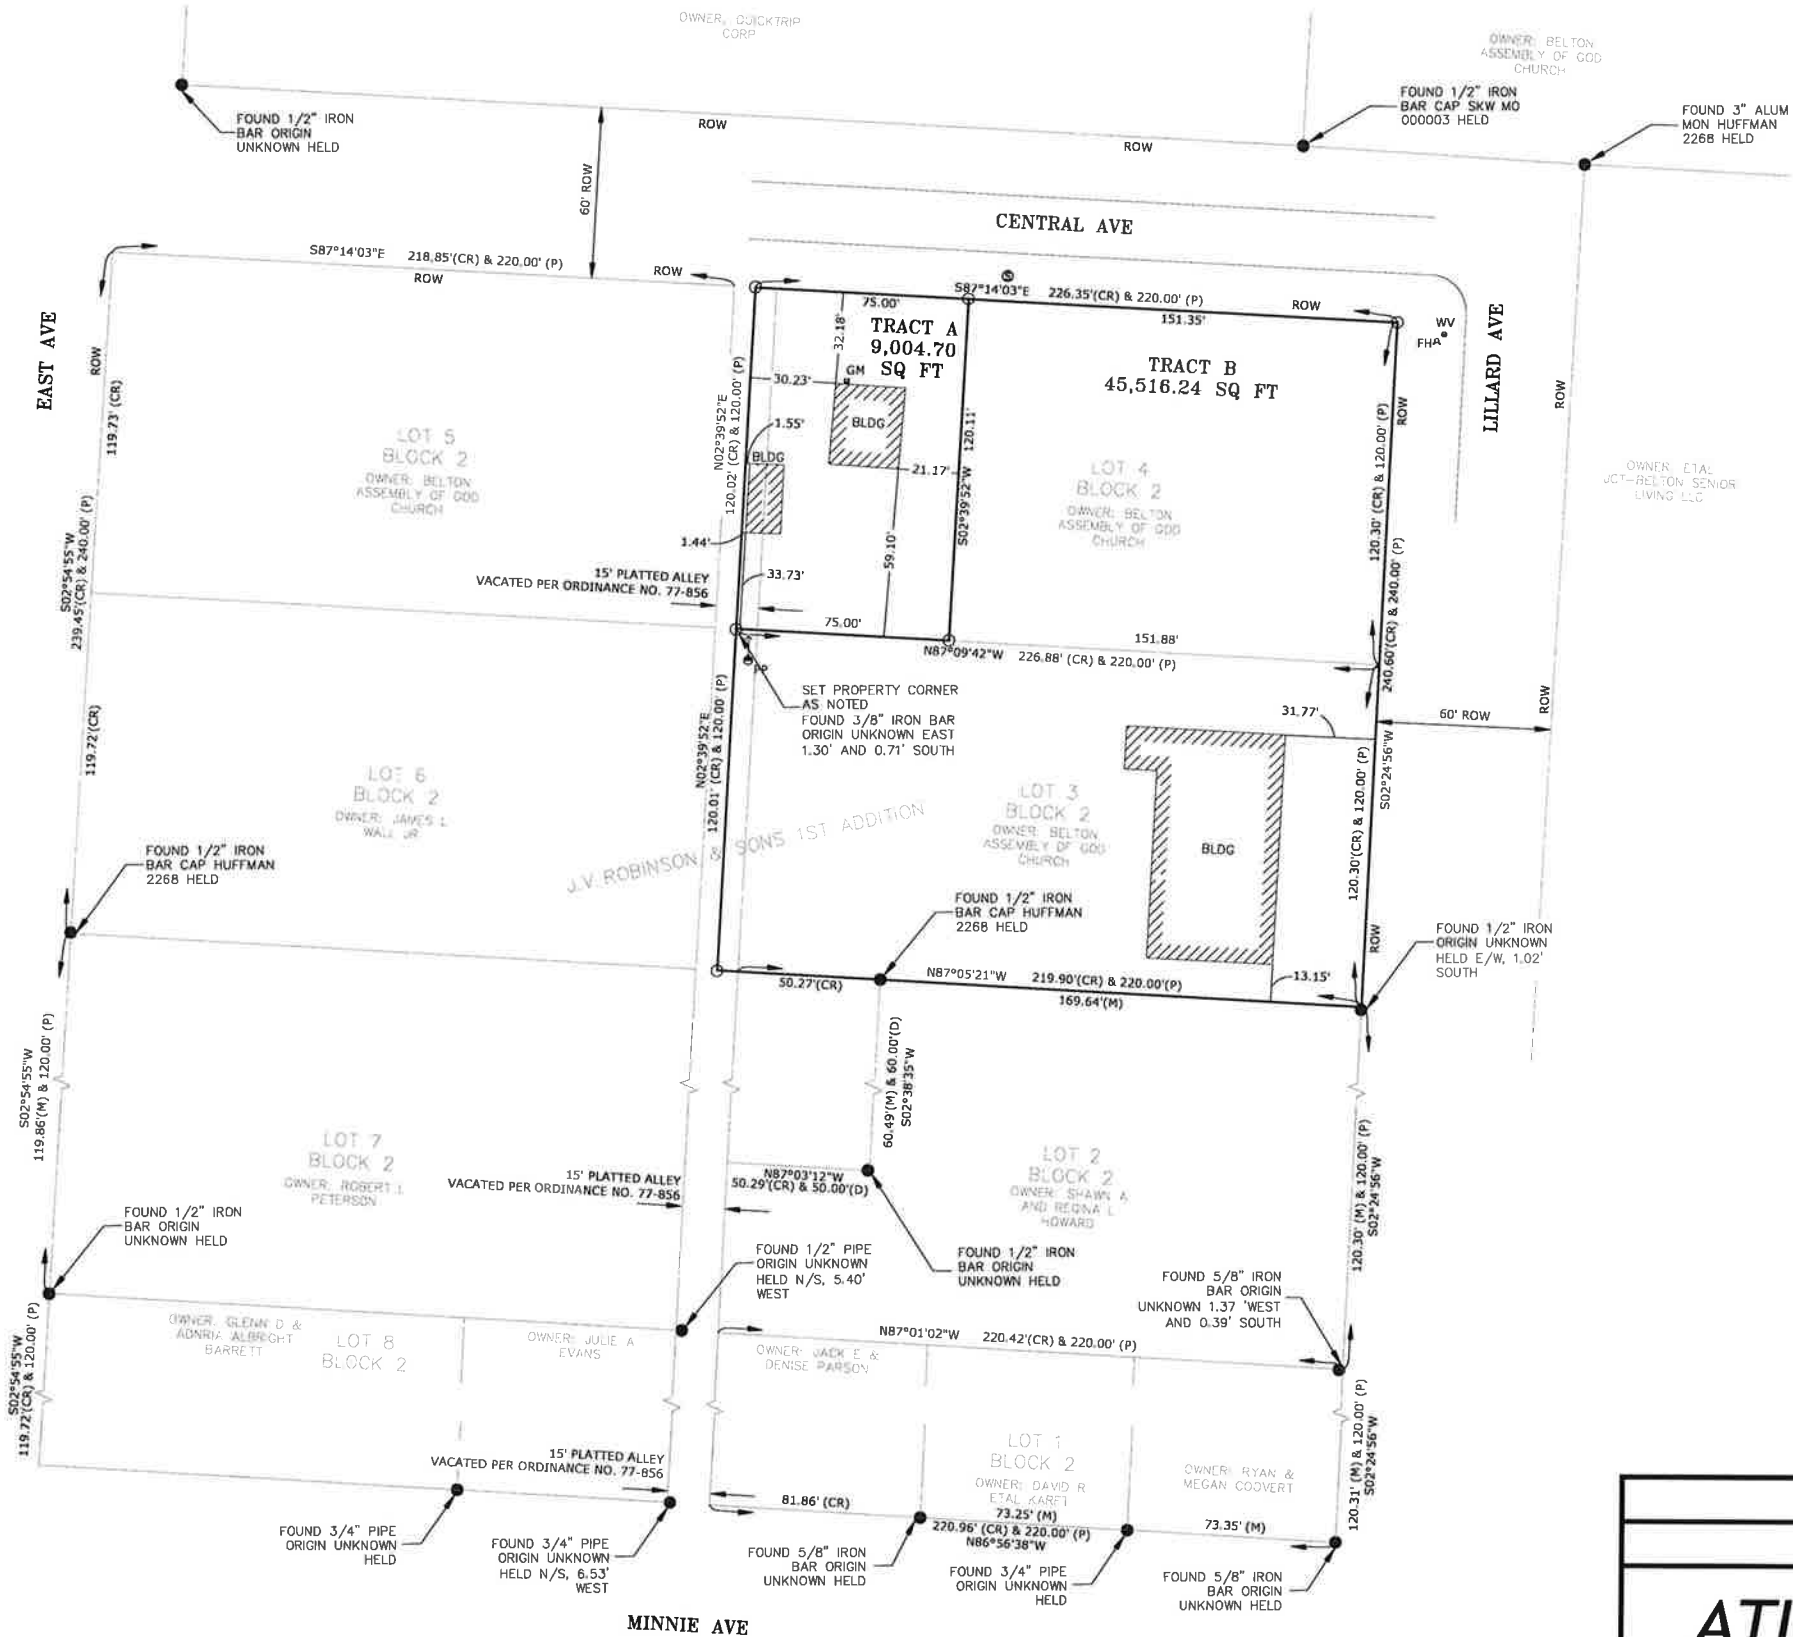 OWNER: QUICKTRIP
CORP
OWNER: BELTON
ASSEMBLY OF GOD
CHURCH
FOUND 1/2" IRON
BAR ORIGIN
UNKNOWN HELD
FOUND 1/2" IRON
BAR CAP SKW MO
000003 HELD
FOUND 3" ALUM
MON HUFFMAN
2268 HELD
ROW
ROW
60' ROW
CENTRAL AVE
S87°14'03"E 218.85'(CR) & 220.00' (P)
ROW
ROW
S87°14'03"E 226.35'(CR) & 220.00' (P)
ROW
75.00'
151.35'
EAST AVE
ROW
119.73' (CR)
S02°54'55"W
239.45'(CR) & 240.00' (P)
119.72'(CR)
LOT 5
BLOCK 2
OWNER: BELTON
ASSEMBLY OF GOD
CHURCH
TRACT A
9,004.70
SQ FT
32.18'
30.23'
GM
BLDG
1.55'
BLDG
21.17'
1.44'
59.10'
33.73'
N02°39'52"E
120.02' (CR) & 120.00' (P)
S02°39'52"W 120.11'
TRACT B
45,516.24 SQ FT
LOT 4
BLOCK 2
OWNER: BELTON
ASSEMBLY OF GOD
CHURCH
WV
FHA
LILLARD AVE
ROW
ROW
120.30' (CR) & 120.00' (P)
240.60'(CR) & 240.00' (P)
S02°24'56"W
OWNER: ETAL
JCT-BELTON SENIOR
LIVING LLC
15' PLATTED ALLEY
VACATED PER ORDINANCE NO. 77-856
75.00'
151.88'
N87°09'42"W 226.88' (CR) & 220.00' (P)
PP
SET PROPERTY CORNER
AS NOTED
FOUND 3/8" IRON BAR
ORIGIN UNKNOWN EAST
1.30' AND 0.71' SOUTH
31.77'
60' ROW
ROW
N02°39'52"E
120.01' (CR) & 120.00' (P)
LOT 6
BLOCK 2
OWNER: JAMES L
WALL JR
J.V. ROBINSON & SONS 1ST ADDITION
LOT 3
BLOCK 2
OWNER: BELTON
ASSEMBLY OF GOD
CHURCH
BLDG
120.30'(CR) & 120.00' (P)
ROW
FOUND 1/2" IRON
BAR CAP HUFFMAN
2268 HELD
FOUND 1/2" IRON
BAR CAP HUFFMAN
2268 HELD
FOUND 1/2" IRON
ORIGIN UNKNOWN
HELD E/W, 1.02'
SOUTH
N87°05'21"W 219.90'(CR) & 220.00'(P)
50.27'(CR)
169.64'(M)
13.15'
S02°54'55"W
119.86'(M) & 120.00' (P)
60.49'(M) & 60.00'(D)
S02°38'35"W
LOT 7
BLOCK 2
OWNER: ROBERT L
PETERSON
15' PLATTED ALLEY
VACATED PER ORDINANCE NO. 77-856
N87°03'12"W
50.29'(CR) & 50.00'(D)
LOT 2
BLOCK 2
OWNER: SHAWN A
AND REGINA L
HOWARD
120.30' (M) & 120.00' (P)
S02°24'56"W
FOUND 1/2" IRON
BAR ORIGIN
UNKNOWN HELD
FOUND 1/2" PIPE
ORIGIN UNKNOWN
HELD N/S, 5.40'
WEST
FOUND 1/2" IRON
BAR ORIGIN
UNKNOWN HELD
FOUND 5/8" IRON
BAR ORIGIN
UNKNOWN 1.37 'WEST
AND 0.39' SOUTH
S02°54'55"W
119.72'(CR) & 120.00' (P)
OWNER: GLENN D &
ADNRIA ALBRIGHT
BARRETT
LOT 8
BLOCK 2
OWNER: JULIE A
EVANS
N87°01'02"W 220.42'(CR) & 220.00' (P)
OWNER: JACK E &
DENISE PARSON
15' PLATTED ALLEY
VACATED PER ORDINANCE NO. 77-856
LOT 1
BLOCK 2
OWNER: DAVID R
ETAL
OWNER: RYAN &
MEGAN COOVERT
120.31' (M) & 120.00' (P)
S02°24'56"W
81.86' (CR)
73.25' (M)
73.35' (M)
220.96' (CR) & 220.00' (P)
N86°56'38"W
FOUND 3/4" PIPE
ORIGIN UNKNOWN
HELD
FOUND 3/4" PIPE
ORIGIN UNKNOWN
HELD N/S, 6.53'
WEST
FOUND 5/8" IRON
BAR ORIGIN
UNKNOWN HELD
FOUND 3/4" PIPE
ORIGIN UNKNOWN
HELD
FOUND 5/8" IRON
BAR ORIGIN
UNKNOWN HELD
MINNIE AVE